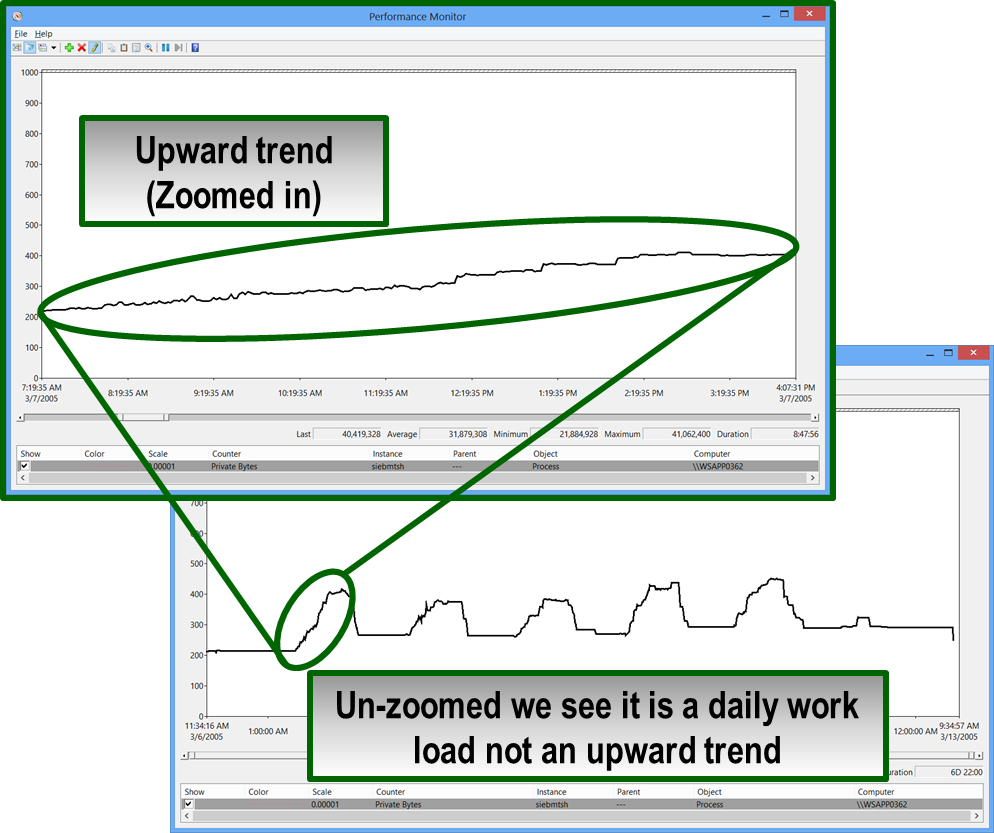 Performance Monitor
File Help
1000
900
800
700
600
500
400
300
200
100
0
Upward trend
(Zoomed in)
7:19:35 AM 8:19:35 AM 9:19:35 AM 10:19:35 AM 11:19:35 AM 12:19:35 PM 1:19:35 PM 2:19:35 PM 3:19:35 PM 4:07:31 PM
3/7/2005 3/7/2005
Last 40,419,328 Average 31,879,308 Minimum 21,884,928 Maximum 41,062,400 Duration 8:47:56
Show Color Scale Counter Instance Parent Object Computer
0.00001 Private Bytes siebmtsh --- Process \\WSAPP0362
700
600
500
400
300
200
100
0
Un-zoomed we see it is a daily work
load not an upward trend
11:34:16 AM 1:00:00 AM 12:00:00 AM 9:34:57 AM
3/6/2005 3/13/2005
uration 6D 22:00
Show Color Scale Counter Instance Parent Object Computer
0.00001 Private Bytes siebmtsh --- Process \\WSAPP0362